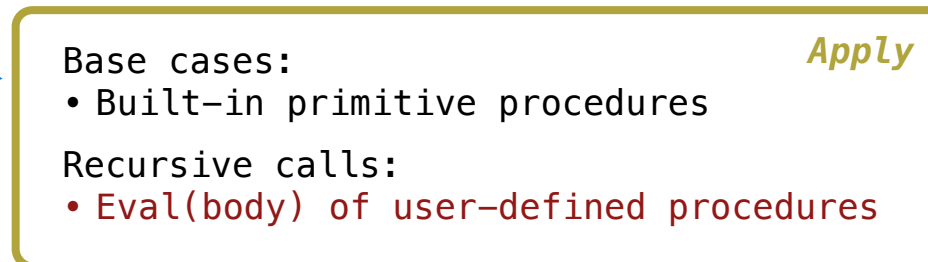 Apply
Base cases:
• Built-in primitive procedures
Recursive calls:
• Eval(body) of user-defined procedures